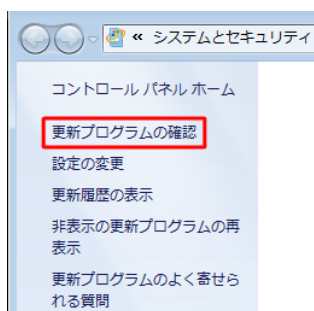 « システムとセキュリティ
コントロール パネル ホーム
更新プログラムの確認
設定の変更
更新履歴の表示
非表示の更新プログラムの再
表示
更新プログラムのよく寄せら
れる質問